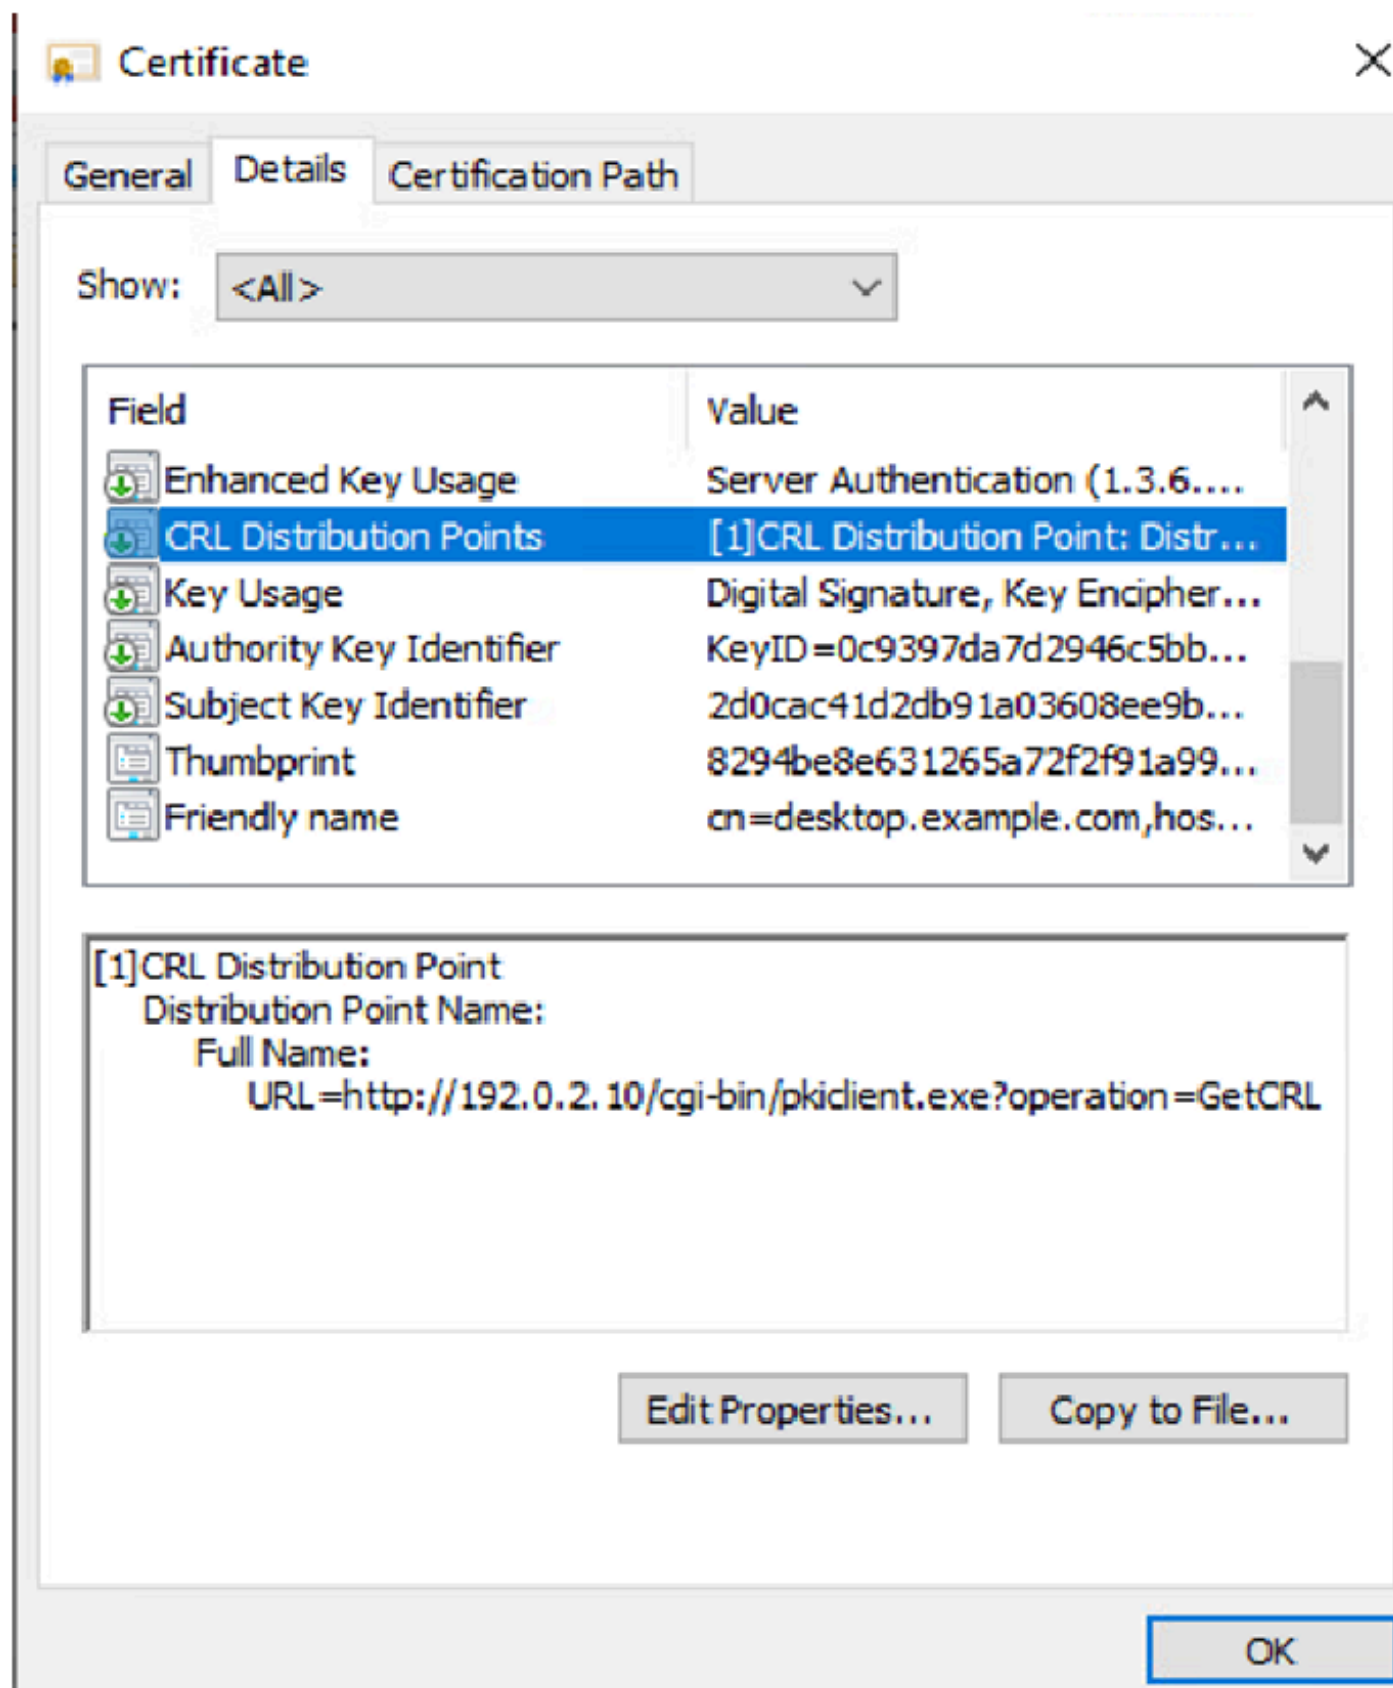 Certificate
General Details Certification Path
Show: <All>
Field Value
Enhanced Key Usage Server Authentication (1.3.6....
CRL Distribution Points [1]CRL Distribution Point: Distr...
Key Usage Digital Signature, Key Encipher...
Authority Key Identifier KeyID=0c9397da7d2946c5bb...
Subject Key Identifier 2d0cac41d2db91a03608ee9b...
Thumbprint 8294be8e631265a72f2f91a99...
Friendly name cn=desktop.example.com,hos...
[1]CRL Distribution Point
Distribution Point Name:
Full Name:
URL=http://192.0.2.10/cgi-bin/pkiclient.exe?operation=GetCRL
Edit Properties... Copy to File...
OK